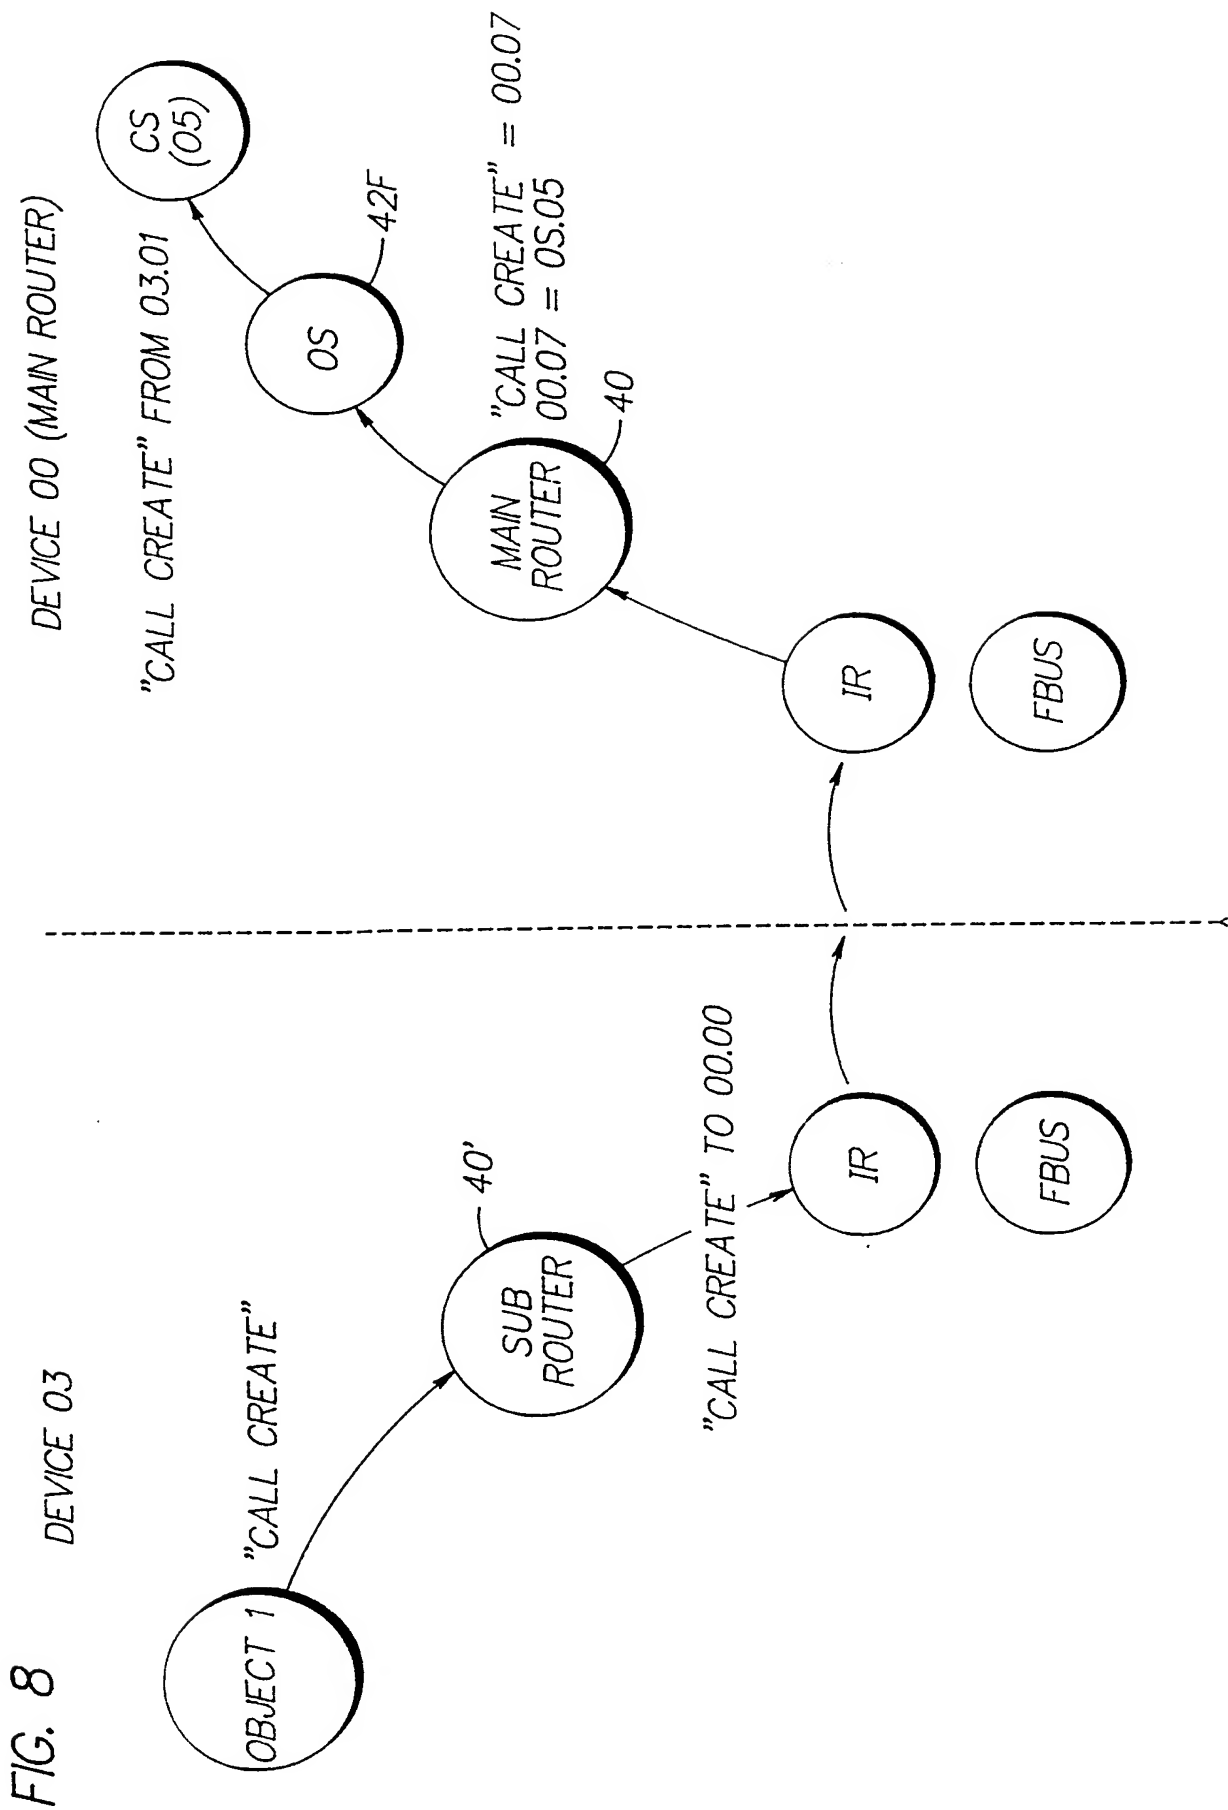 FIG. 8
DEVICE 03
DEVICE 00 (MAIN ROUTER)
OBJECT 1
"CALL CREATE"
SUB
ROUTER
40'
"CALL CREATE" TO 00.00
IR
FBUS
"CALL CREATE" FROM 03.01
CS
(05)
OS
42F
MAIN
ROUTER
40
"CALL CREATE" = 00.07
00.07 = OS.05
IR
FBUS